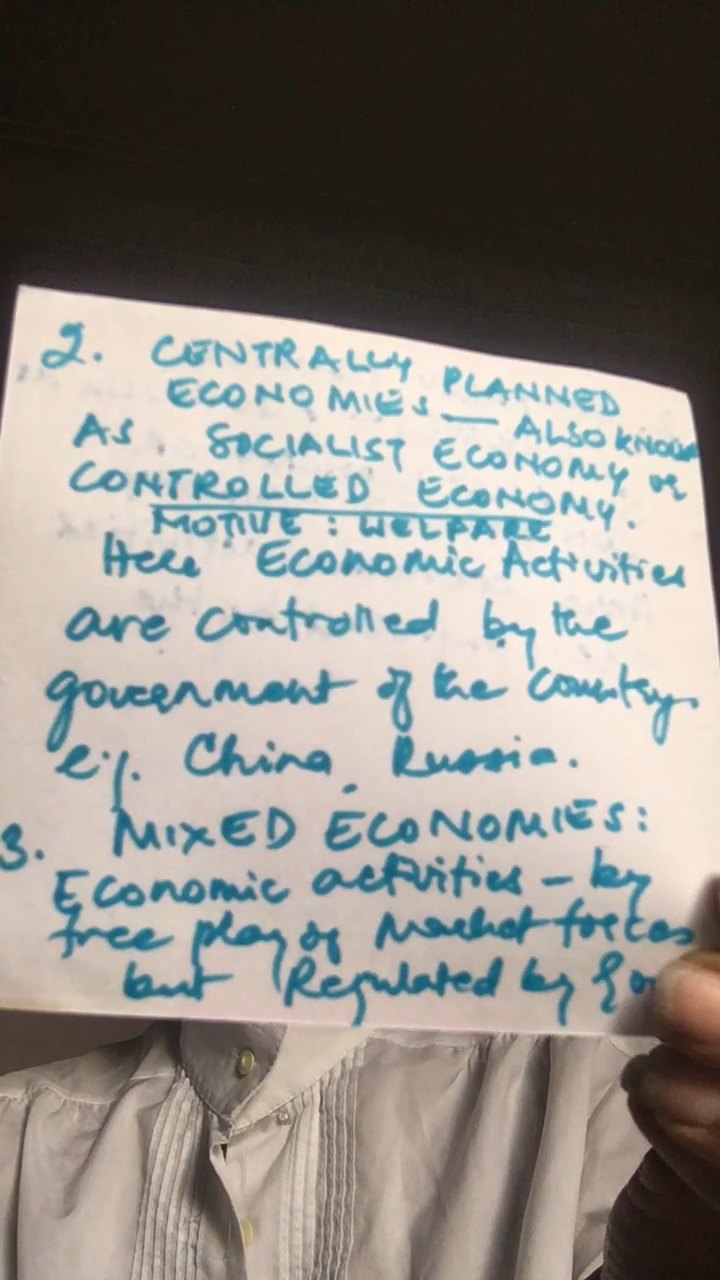 2. CENTRALLY PLANNED
ECONOMIES — ALSO KNOWN
AS SOCIALIST ECONOMY or
CONTROLLED ECONOMY.
MOTIVE : WELFARE
Here Economic Activities
are controlled by the
government of the country.
e.g. China, Russia.
3. MIXED ECONOMIES:
Economic activities – by
free play of Market forces
but Regulated by